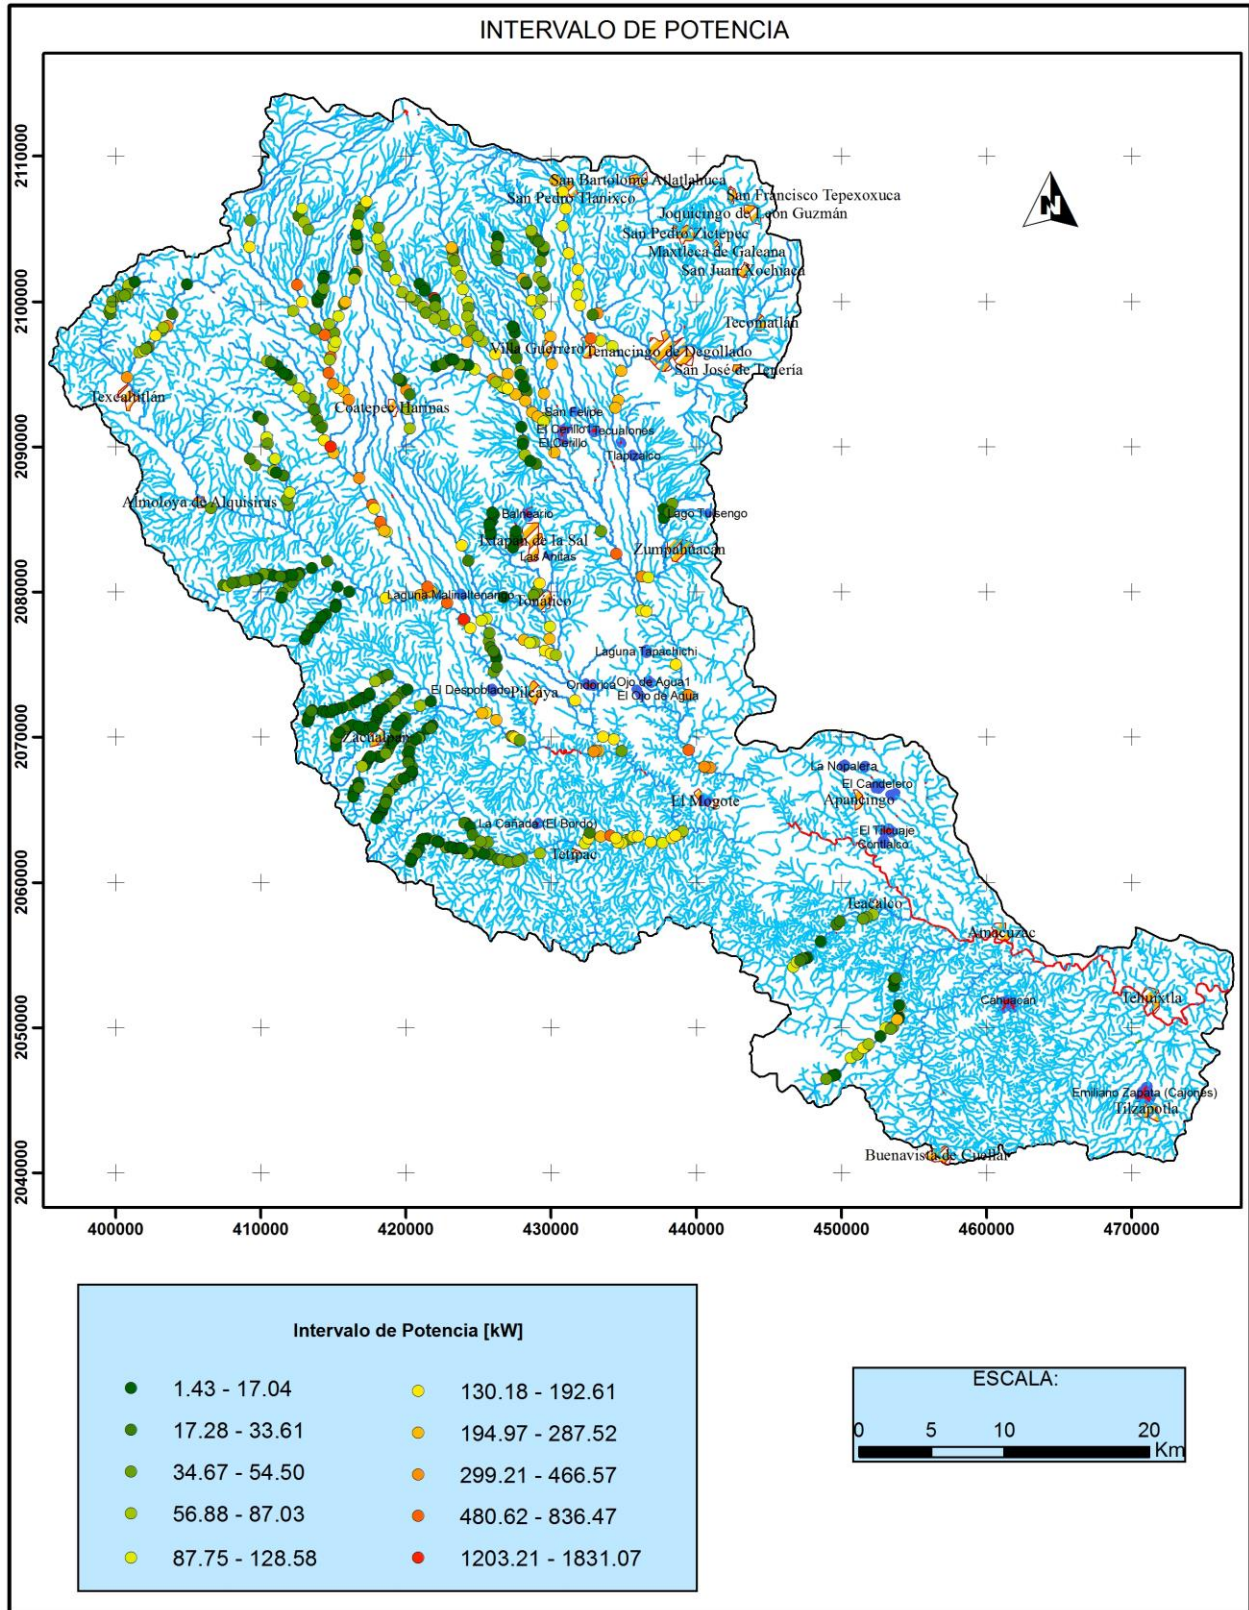 INTERVALO DE POTENCIA
2110000
2100000
2090000
2080000
2070000
2060000
2050000
2040000
N
San Bartolome Atlatlahuca
San Pedro Tlanixco
San Francisco Tepexoxuca
Joquicingo de León Guzmán
San Pedro Zictepec
Maxtleca de Galeana
San Juan Xochiaca
Tecomatlán
Villa Guerrero
Tenancingo de Degollado
San José de Tenería
Texcaltitlán
Coatepec Harinas
San Felipe
El Cerillo1
Tecualones
El Cerillo
Tlapizalco
Almoloya de Alquisiras
Balneario
Lago Tulsengo
Ixtapan de la Sal
Zumpahuacán
Las Anitas
Laguna Malinaltenango
Tonatico
Laguna Tapachichi
El Despoblado
Pilcaya
Ojo de Agua1
El Ojo de Agua
Zacualpan
La Nopalera
El Candelero
El Mogote
Apancingo
La Cañada (El Bordo)
El Tilcuaje
Contlalco
Tetipac
Teacalco
Amacuzac
Cahuacán
Tehuixtla
Emiliano Zapata (Cajones)
Tilzapotla
Buenavista de Cuellar
400000 410000 420000 430000 440000 450000 460000 470000
Intervalo de Potencia [kW]
1.43 - 17.04
17.28 - 33.61
34.67 - 54.50
56.88 - 87.03
87.75 - 128.58
130.18 - 192.61
194.97 - 287.52
299.21 - 466.57
480.62 - 836.47
1203.21 - 1831.07
ESCALA:
0 5 10 20
Km